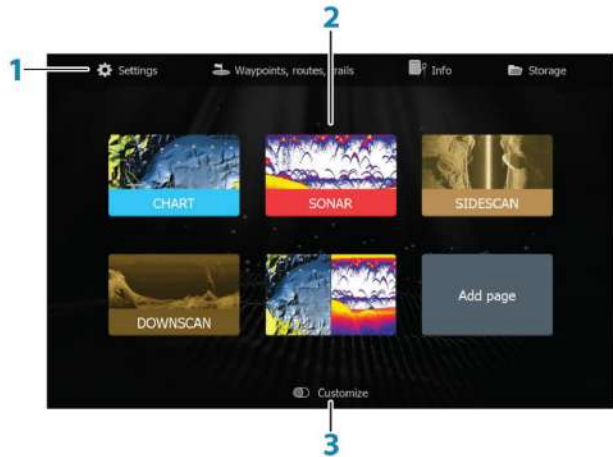 2
1
Settings
Waypoints, routes, trails
Info
Storage
CHART
SONAR
SIDESCAN
DOWNSCAN
Add page
Customize
3